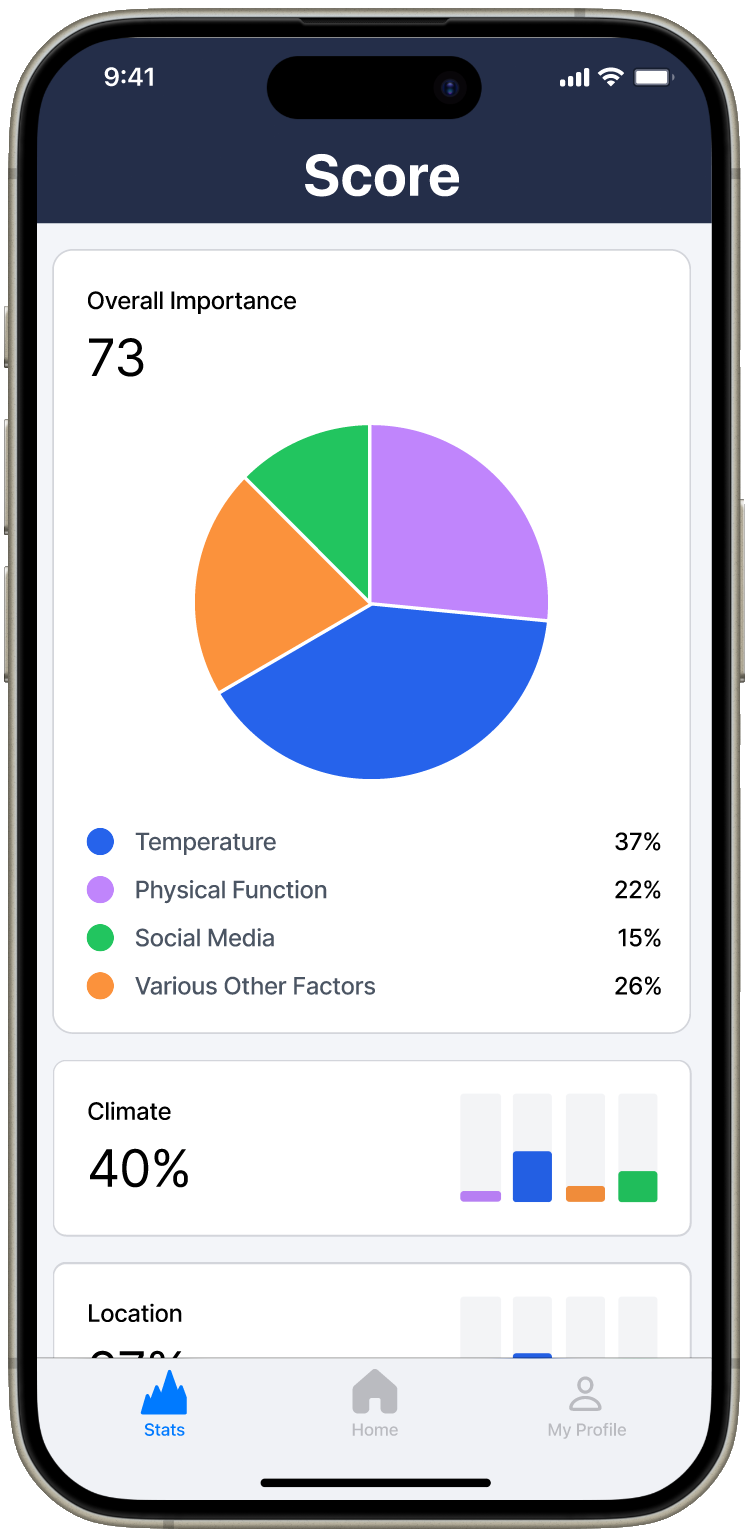 9:41
Score
Overall Importance
73
Temperature 37%
Physical Function 22%
Social Media 15%
Various Other Factors 26%
Climate
40%
Location
Stats Home My Profile